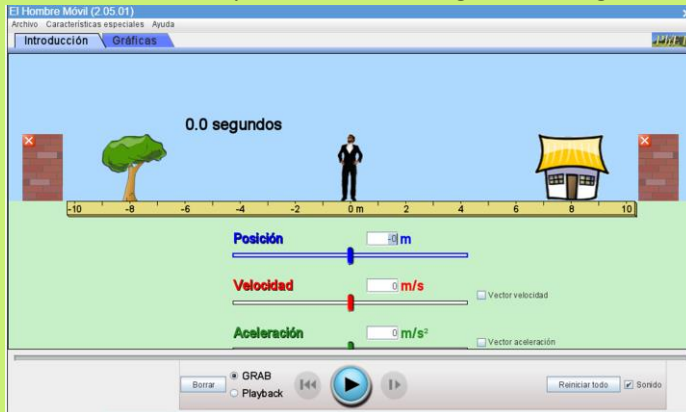 El Hombre Móvil (2.05.01)
Archivo Características especiales Ayuda
Introducción Gráficas
0.0 segundos
-10 -8 -6 -4 -2 0 m 2 4 6 8 10
Posición -0 m
Velocidad 0 m/s
Vector velocidad
Aceleración 0 m/s²
Vector aceleración
Borrar
GRAB
Playback
Reiniciar todo
Sonido